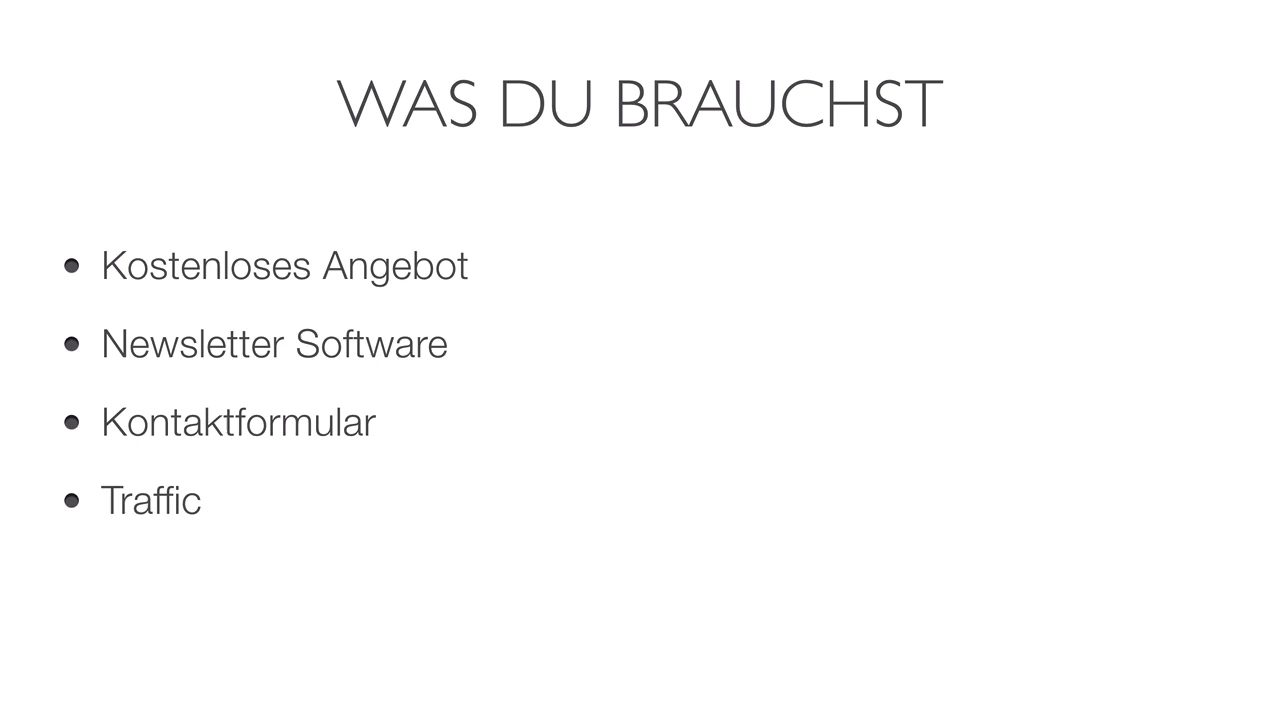 WAS DU BRAUCHST
• Kostenloses Angebot
• Newsletter Software
• Kontaktformular
• Traffic